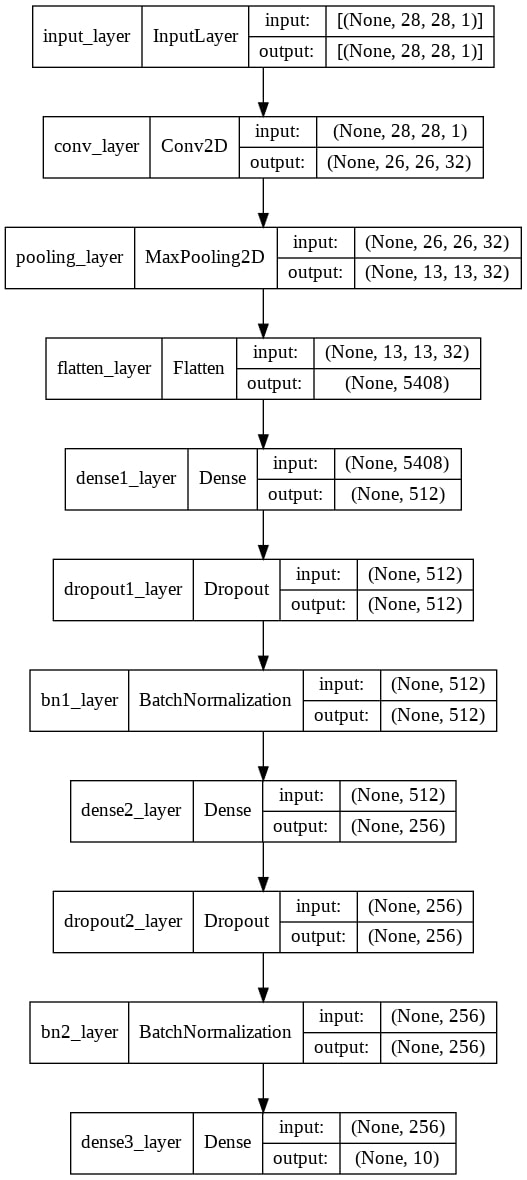 input_layer InputLayer input: [(None, 28, 28, 1)]
output: [(None, 28, 28, 1)]
conv_layer Conv2D input: (None, 28, 28, 1)
output: (None, 26, 26, 32)
pooling_layer MaxPooling2D input: (None, 26, 26, 32)
output: (None, 13, 13, 32)
flatten_layer Flatten input: (None, 13, 13, 32)
output: (None, 5408)
dense1_layer Dense input: (None, 5408)
output: (None, 512)
dropout1_layer Dropout input: (None, 512)
output: (None, 512)
bn1_layer BatchNormalization input: (None, 512)
output: (None, 512)
dense2_layer Dense input: (None, 512)
output: (None, 256)
dropout2_layer Dropout input: (None, 256)
output: (None, 256)
bn2_layer BatchNormalization input: (None, 256)
output: (None, 256)
dense3_layer Dense input: (None, 256)
output: (None, 10)